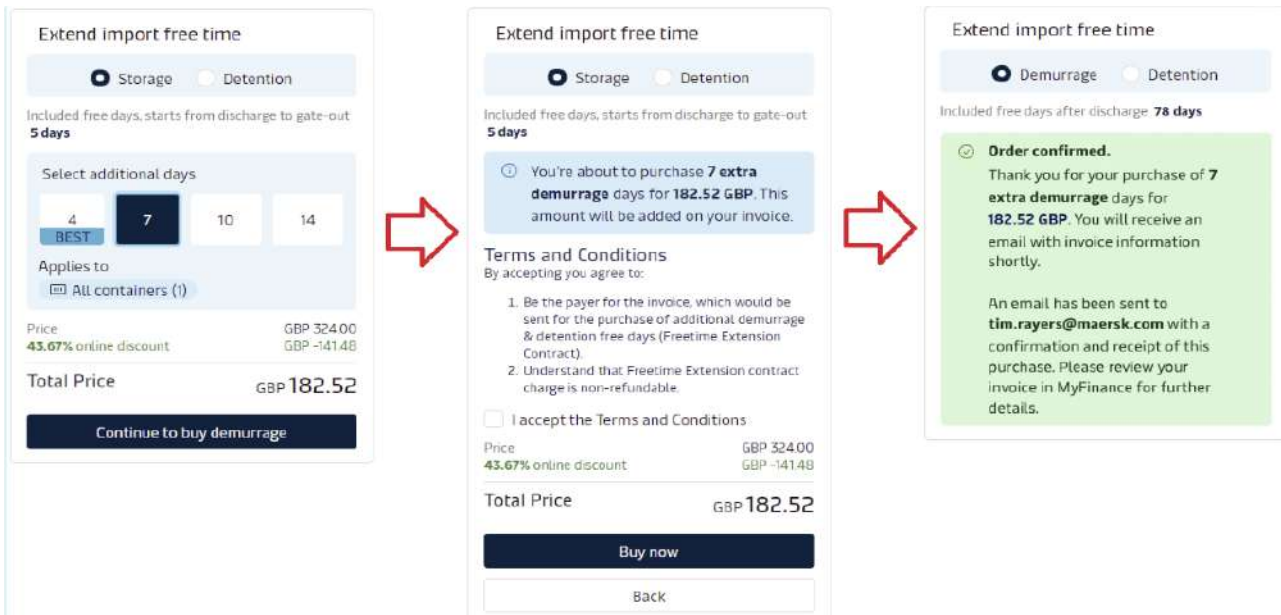 Extend import free time
Storage Detention
Included free days, starts from discharge to gate-out
5 days
Select additional days
4 7 10 14
BEST
Applies to
All containers (1)
Price GBP 324.00
43.67% online discount GBP -141.48
Total Price GBP 182.52
Continue to buy demurrage
Extend import free time
Storage Detention
Included free days, starts from discharge to gate-out
5 days
You're about to purchase 7 extra
demurrage days for 182.52 GBP. This
amount will be added on your invoice.
Terms and Conditions
By accepting you agree to:
1. Be the payer for the invoice, which would be
sent for the purchase of additional demurrage
& detention free days (Freetime Extension
Contract).
2. Understand that Freetime Extension contract
charge is non-refundable.
I accept the Terms and Conditions
Price GBP 324.00
43.67% online discount GBP -141.48
Total Price GBP 182.52
Buy now
Back
Extend import free time
Demurrage Detention
Included free days after discharge 78 days
Order confirmed.
Thank you for your purchase of 7
extra demurrage days for
182.52 GBP. You will receive an
email with invoice information
shortly.
An email has been sent to
tim.rayers@maersk.com with a
confirmation and receipt of this
purchase. Please review your
invoice in MyFinance for further
details.